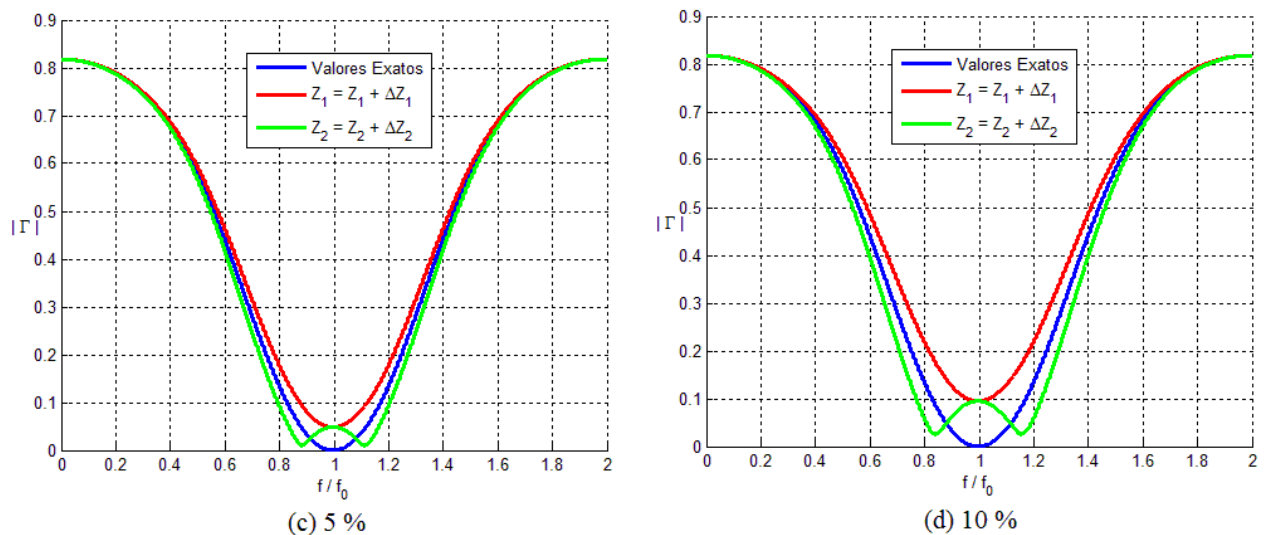 0.9
0.8
0.7
0.6
0.5
0.4
0.3
0.2
0.1
0
| Γ |
Valores Exatos
Z1 = Z1 + ΔZ1
Z2 = Z2 + ΔZ2
0 0.2 0.4 0.6 0.8 1 1.2 1.4 1.6 1.8 2
f / f0
(c) 5 %
0.9
0.8
0.7
0.6
0.5
0.4
0.3
0.2
0.1
0
| Γ |
Valores Exatos
Z1 = Z1 + ΔZ1
Z2 = Z2 + ΔZ2
0 0.2 0.4 0.6 0.8 1 1.2 1.4 1.6 1.8 2
f / f0
(d) 10 %